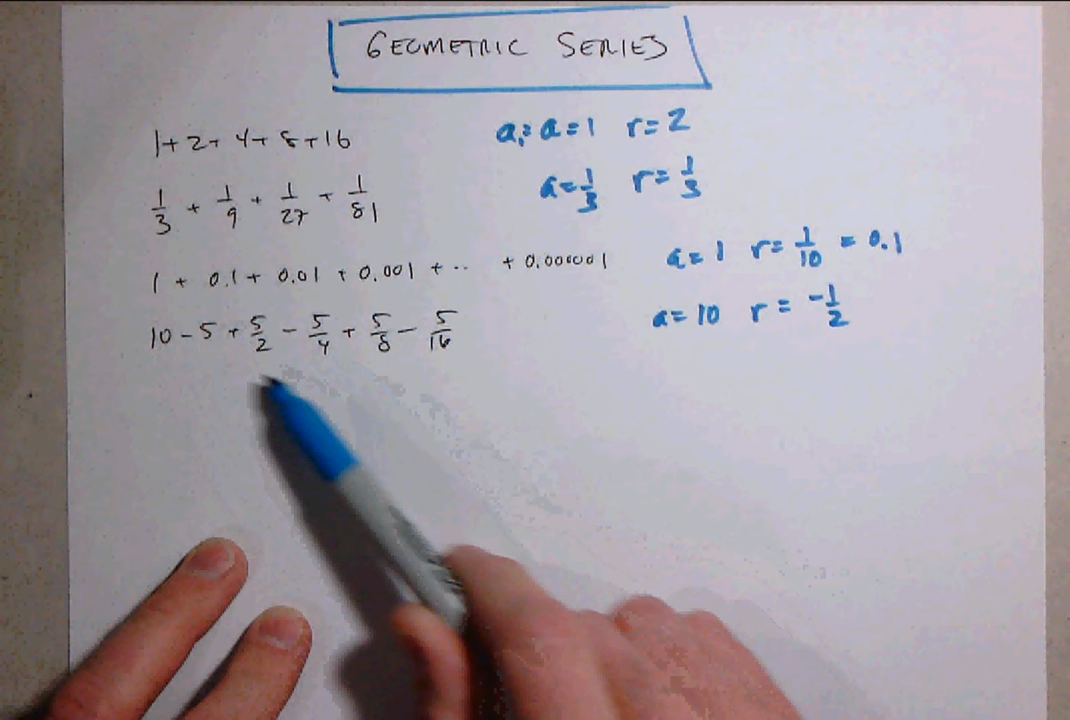 GEOMETRIC SERIES
1 + 2 + 4 + 8 + 16 a₁ = a = 1 r = 2
1/3 + 1/9 + 1/27 + 1/81 a = 1/3 r = 1/3
1 + 0.1 + 0.01 + 0.001 + ·· + 0.000001 a = 1 r = 1/10 = 0.1
10 - 5 + 5/2 - 5/4 + 5/8 - 5/16 a = 10 r = -1/2